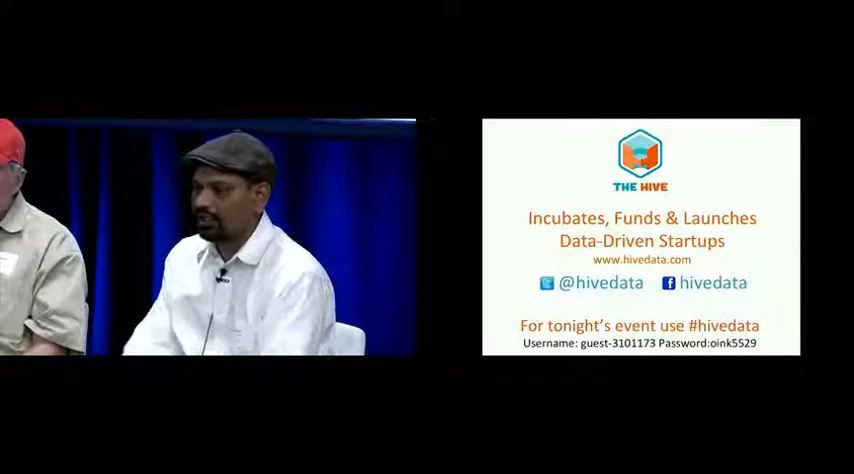 THE HIVE
Incubates, Funds & Launches
Data-Driven Startups
www.hivedata.com
@hivedata hivedata
For tonight's event use #hivedata
Username: guest-3101173 Password:oink5529